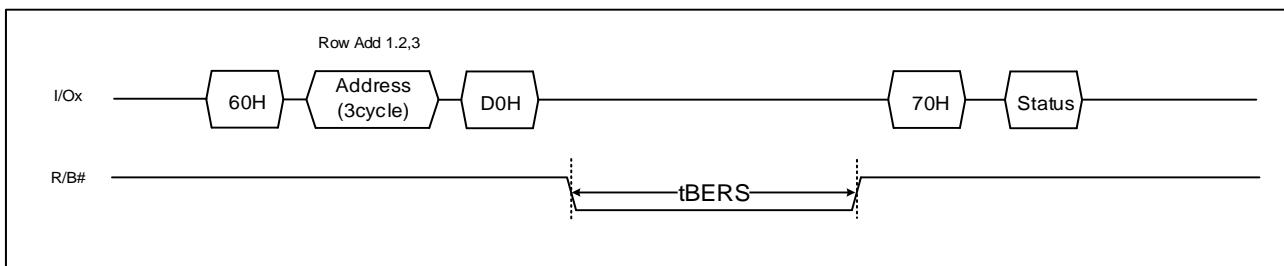 Row Add 1.2,3
I/Ox
60H
Address
(3cycle)
D0H
70H
Status
R/B#
tBERS